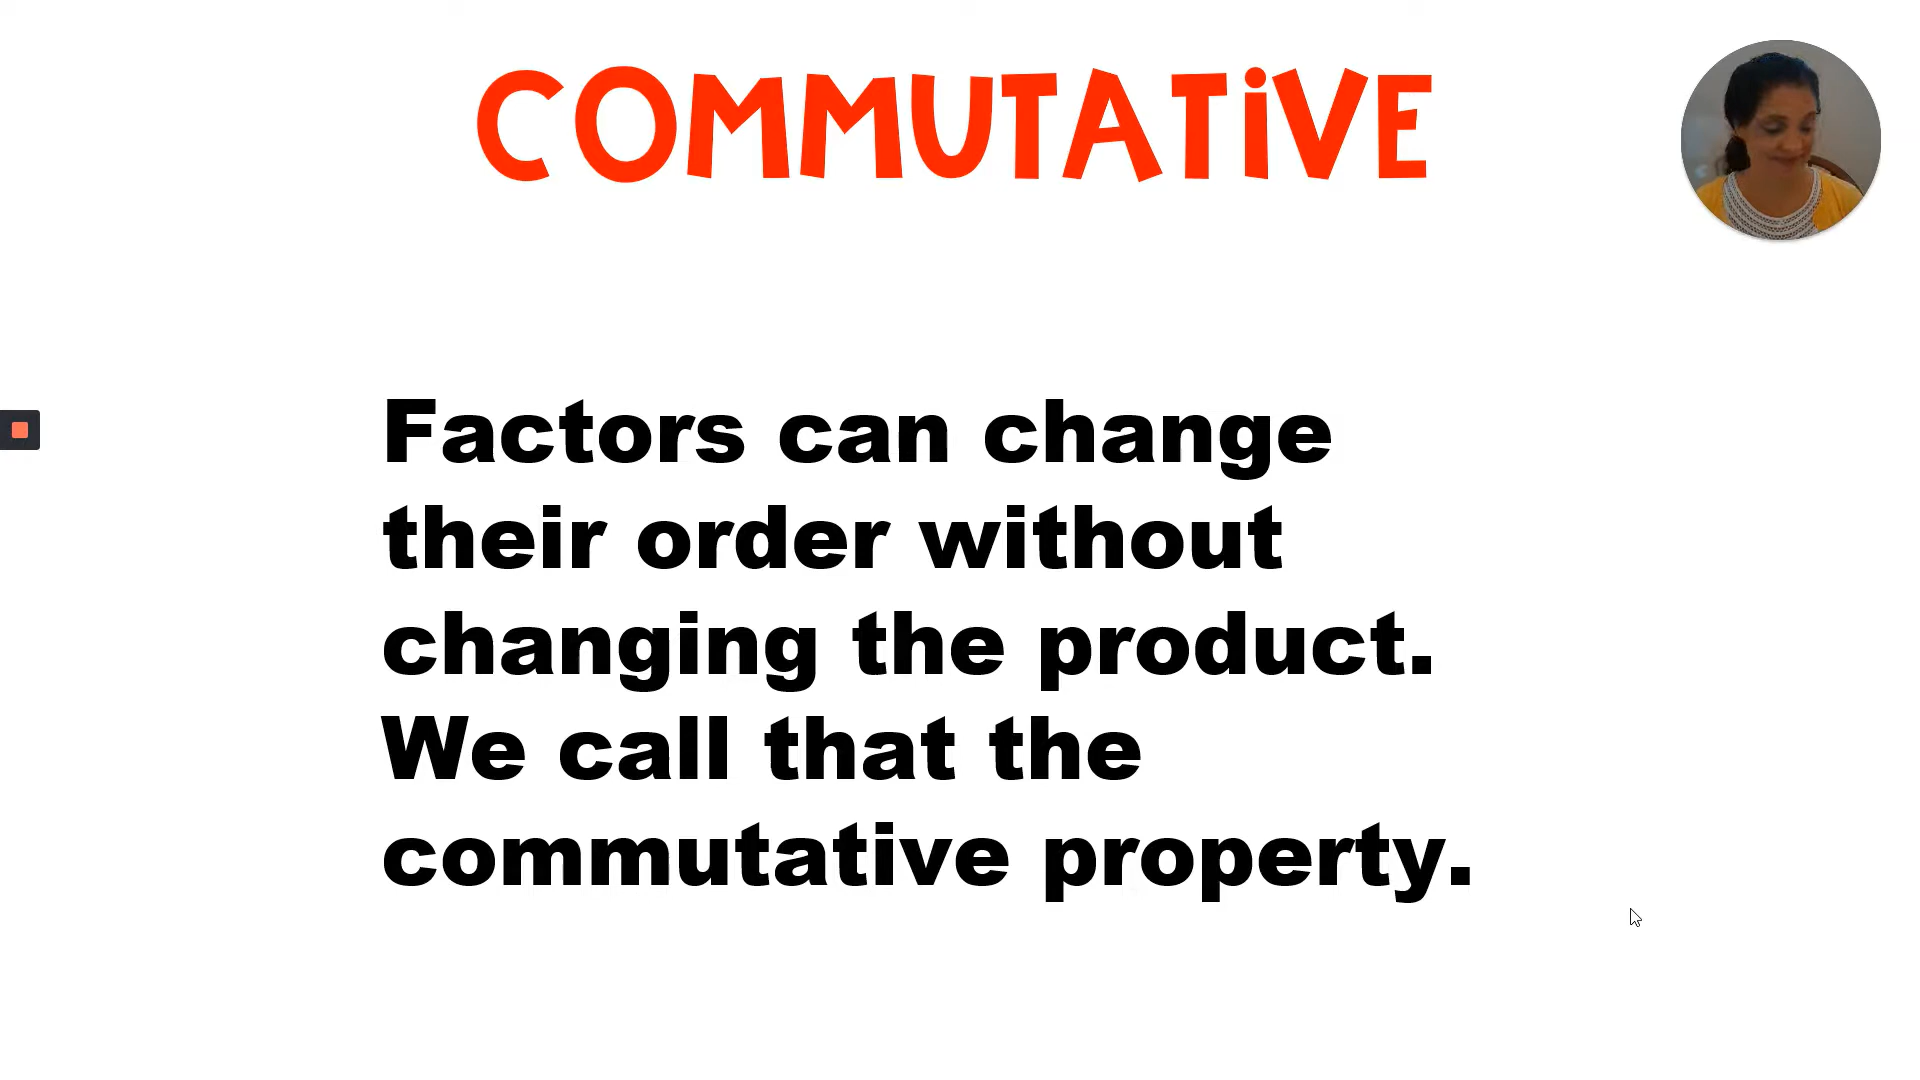 COMMUTATiVE
Factors can change
their order without
changing the product.
We call that the
commutative property.